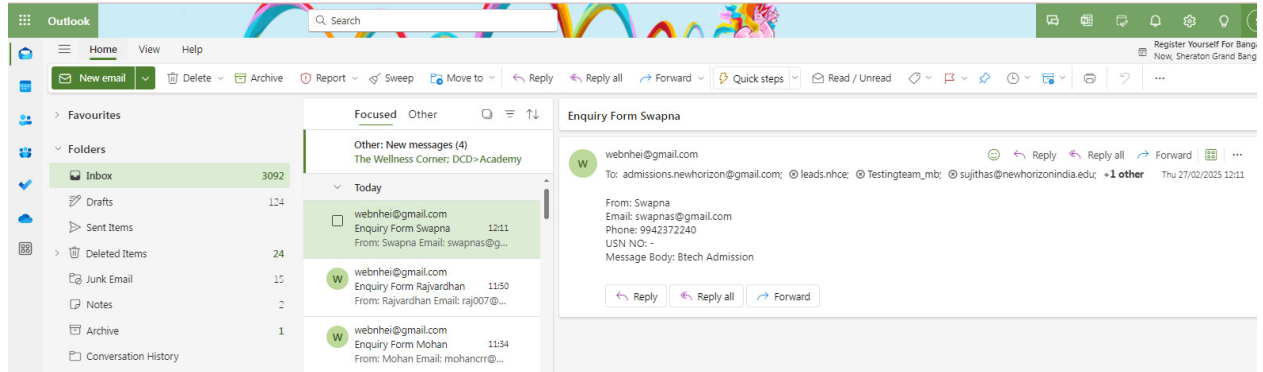 Outlook
Search
Register Yourself For Banga
Now, Sheraton Grand Bang
Home View Help
New email Delete Archive Report Sweep Move to Reply Reply all Forward Quick steps Read / Unread
Favourites
Folders
Inbox 3092
Drafts 124
Sent Items
Deleted Items 24
Junk Email 15
Notes 2
Archive 1
Conversation History
Focused Other
Other: New messages (4)
The Wellness Corner; DCD>Academy
Today
webnhei@gmail.com
Enquiry Form Swapna 12:11
From: Swapna Email: swapnas@g...
W
webnhei@gmail.com
Enquiry Form Rajvardhan 11:50
From: Rajvardhan Email: raj007@...
W
webnhei@gmail.com
Enquiry Form Mohan 11:34
From: Mohan Email: mohancrr@...
Enquiry Form Swapna
W
webnhei@gmail.com
Reply Reply all Forward
To: admissions.newhorizon@gmail.com; leads.nhce; Testingteam_mb; sujithas@newhorizonindia.edu; +1 other Thu 27/02/2025 12:11
From: Swapna
Email: swapnas@gmail.com
Phone: 9942372240
USN NO: -
Message Body: Btech Admission
Reply Reply all Forward